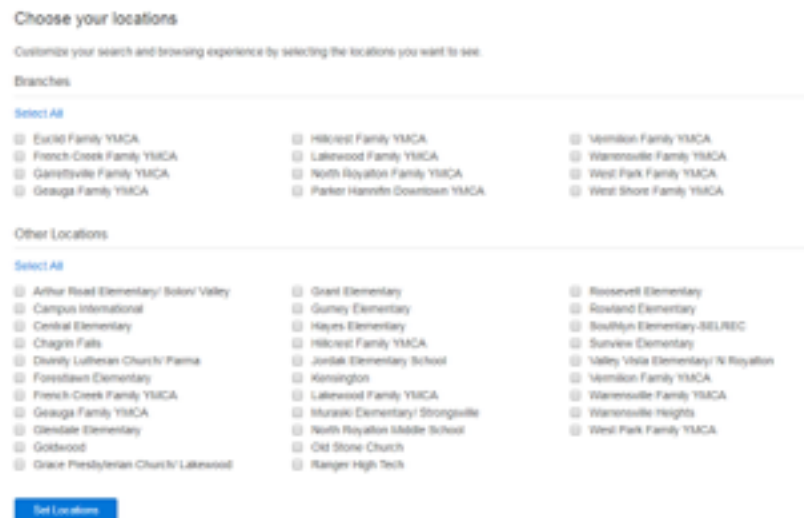 Choose your locations
Customize your search and browsing experience by selecting the locations you want to see.
Branches
Select All
Euclid Family YMCA
French Creek Family YMCA
Garrettsville Family YMCA
Geauga Family YMCA
Hillcrest Family YMCA
Lakewood Family YMCA
North Royalton Family YMCA
Parker Hannifin Downtown YMCA
Vermilion Family YMCA
Warrensville Family YMCA
West Park Family YMCA
West Shore Family YMCA
Other Locations
Select All
Arthur Road Elementary/ Solon/ Valley
Campus International
Central Elementary
Chagrin Falls
Divinity Lutheran Church/ Parma
Forestlawn Elementary
French Creek Family YMCA
Geauga Family YMCA
Glendale Elementary
Goldwood
Grace Presbyterian Church/ Lakewood
Grant Elementary
Gurney Elementary
Hayes Elementary
Hillcrest Family YMCA
Jordak Elementary School
Kensington
Lakewood Family YMCA
Muraski Elementary/ Strongsville
North Royalton Middle School
Old Stone Church
Ranger High Tech
Roosevelt Elementary
Rowland Elementary
Southlyn Elementary-SELREC
Sunview Elementary
Valley Vista Elementary/ N Royalton
Vermilion Family YMCA
Warrensville Family YMCA
Warrensville Heights
West Park Family YMCA
Set Locations